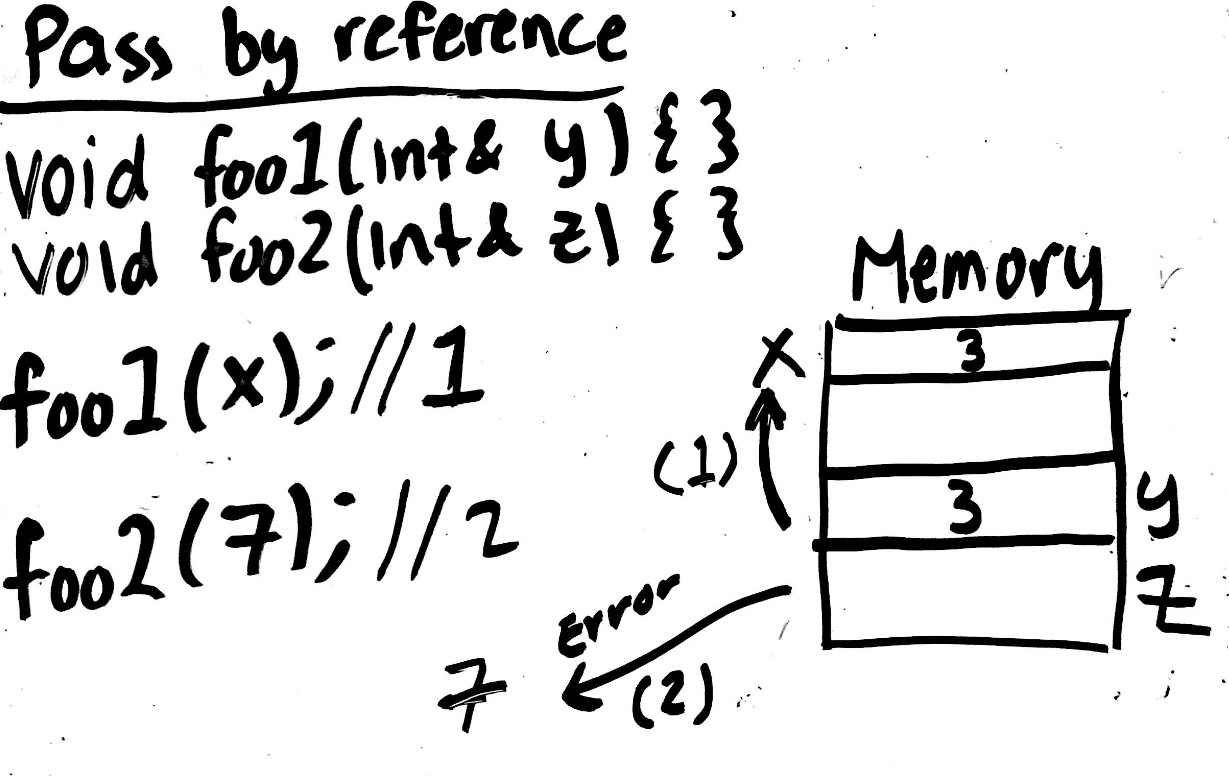 Pass by reference
void foo1(int& y) { }
void foo2(int& z) { }
foo1(x); //1
foo2(7); //2
Memory
x 3
(1)
3 y
z
Error
(2)
7